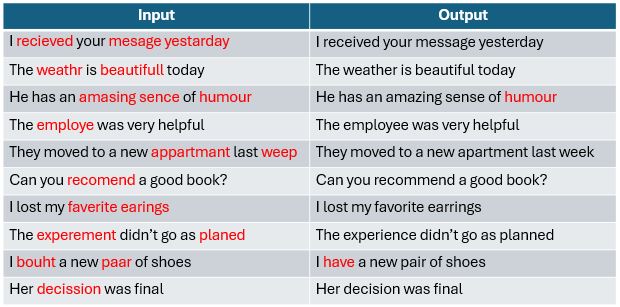 Input Output
I recieved your mesage yestarday I received your message yesterday
The weathr is beautifull today The weather is beautiful today
He has an amasing sence of humour He has an amazing sense of humour
The employe was very helpful The employee was very helpful
They moved to a new appartmant last weep They moved to a new apartment last week
Can you recomend a good book? Can you recommend a good book?
I lost my faverite earings I lost my favorite earrings
The experement didn’t go as planed The experience didn’t go as planned
I bouht a new paar of shoes I have a new pair of shoes
Her decission was final Her decision was final